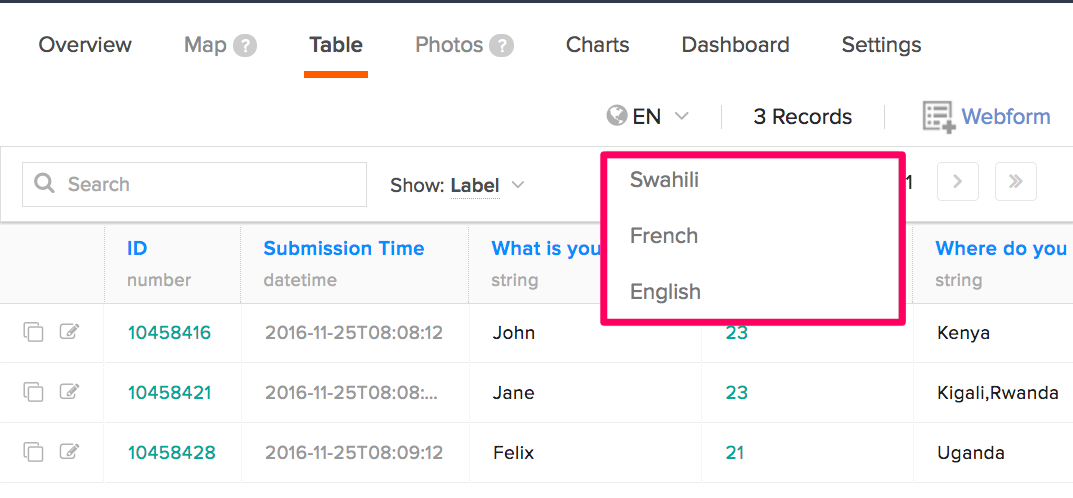 Overview Map ? Table Photos ? Charts Dashboard Settings
EN 3 Records Webform
Search Show: Label 1
Swahili
French
English
ID Submission Time What is you Where do you
number datetime string string
10458416 2016-11-25T08:08:12 John 23 Kenya
10458421 2016-11-25T08:08:... Jane 23 Kigali,Rwanda
10458428 2016-11-25T08:09:12 Felix 21 Uganda